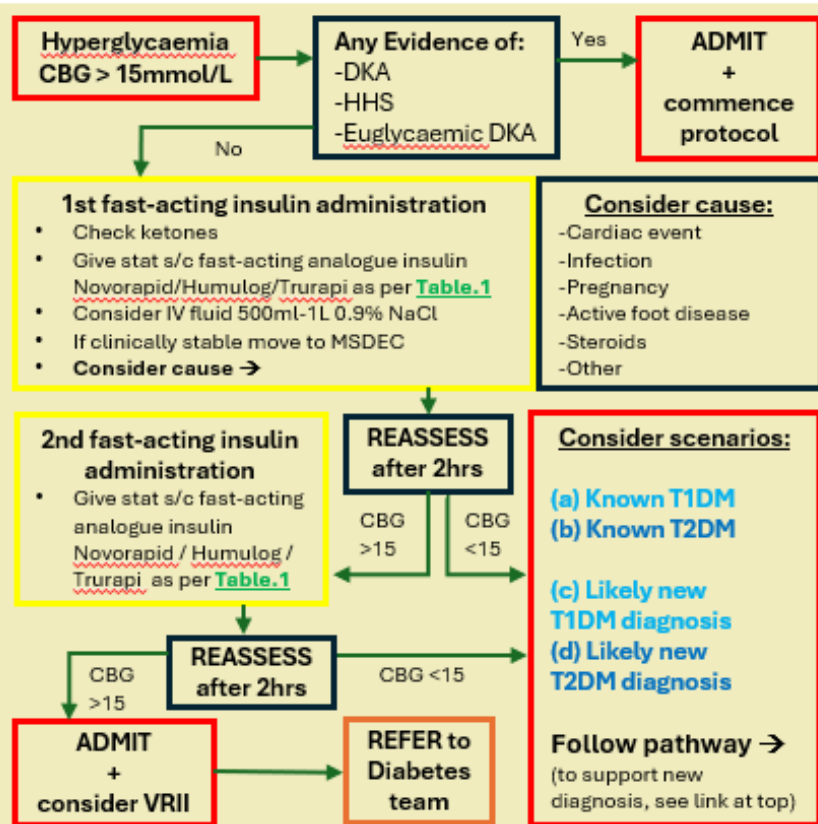 Hyperglycaemia
CBG > 15mmol/L
Any Evidence of:
-DKA
-HHS
-Euglycaemic DKA
Yes
ADMIT
+
commence
protocol
No
1st fast-acting insulin administration
• Check ketones
• Give stat s/c fast-acting analogue insulin
Novorapid/Humulog/Trurapi as per Table.1
• Consider IV fluid 500ml-1L 0.9% NaCl
• If clinically stable move to MSDEC
• Consider cause →
Consider cause:
-Cardiac event
-Infection
-Pregnancy
-Active foot disease
-Steroids
-Other
REASSESS
after 2hrs
CBG
>15
CBG
<15
2nd fast-acting insulin
administration
• Give stat s/c fast-acting
analogue insulin
Novorapid / Humulog /
Trurapi as per Table.1
Consider scenarios:
(a) Known T1DM
(b) Known T2DM
(c) Likely new
T1DM diagnosis
(d) Likely new
T2DM diagnosis
Follow pathway →
(to support new
diagnosis, see link at top)
REASSESS
after 2hrs
CBG
>15
CBG <15
ADMIT
+
consider VRII
REFER to
Diabetes
team